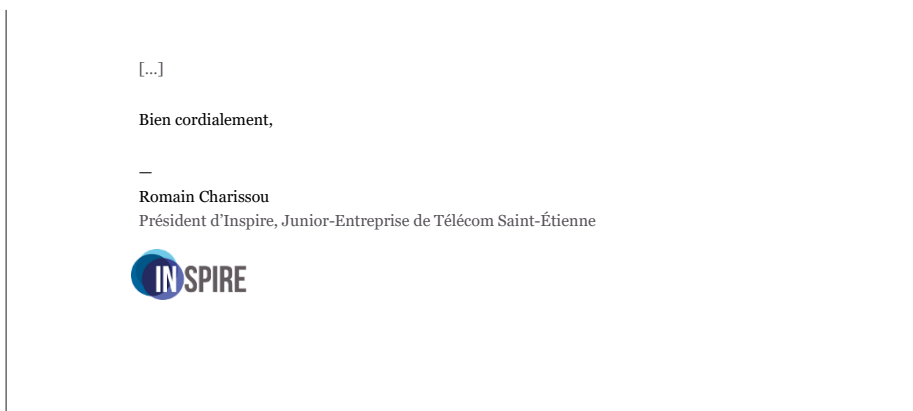 [...]
Bien cordialement,
—
Romain Charissou
Président d’Inspire, Junior-Entreprise de Télécom Saint-Étienne
INSPIRE